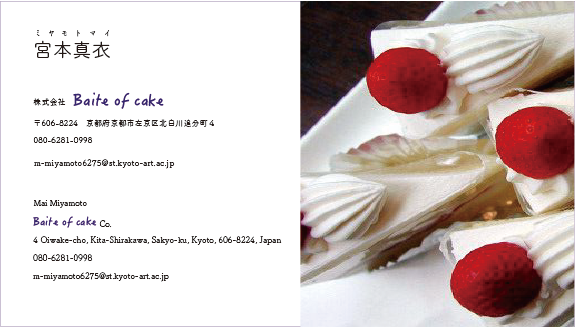 ミヤモトマイ
宮本真衣
株式会社 Baite of cake
〒606-8224 京都府京都市左京区北白川追分町4
080-6281-0998
m-miyamoto6275@st.kyoto-art.ac.jp
Mai Miyamoto
Baite of cake Co.
4 Oiwake-cho, Kita-Shirakawa, Sakyo-ku, Kyoto, 606-8224, Japan
080-6281-0998
m-miyamoto6275@st.kyoto-art.ac.jp